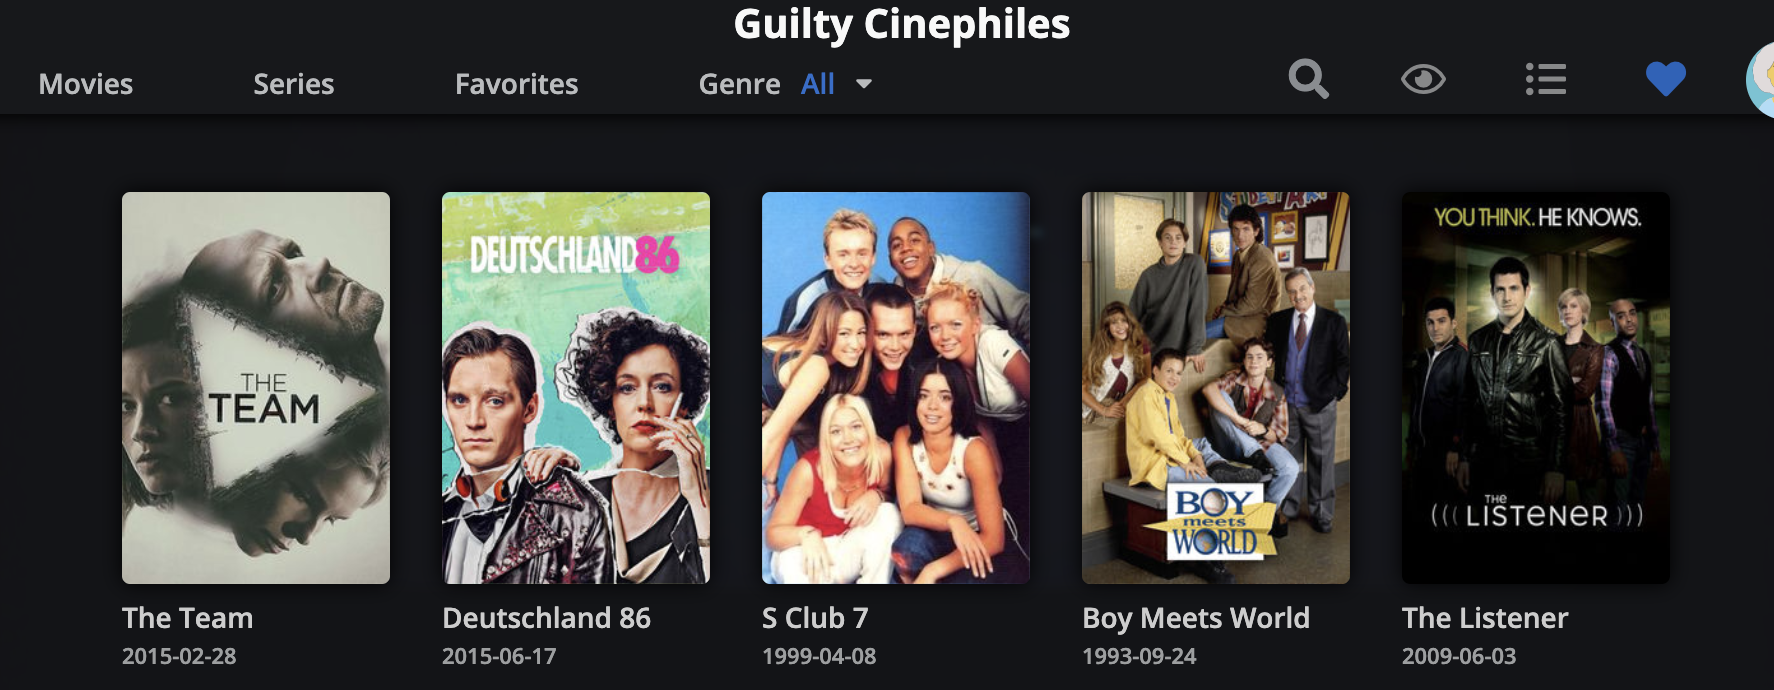 Guilty Cinephiles
Movies Series Favorites Genre All
THE
TEAM
DEUTSCHLAND86
STUDENT ART
BOY
meets
WORLD
YOU THINK. HE KNOWS.
THE
((( LISTENER )))
The Team Deutschland 86 S Club 7 Boy Meets World The Listener
2015-02-28 2015-06-17 1999-04-08 1993-09-24 2009-06-03